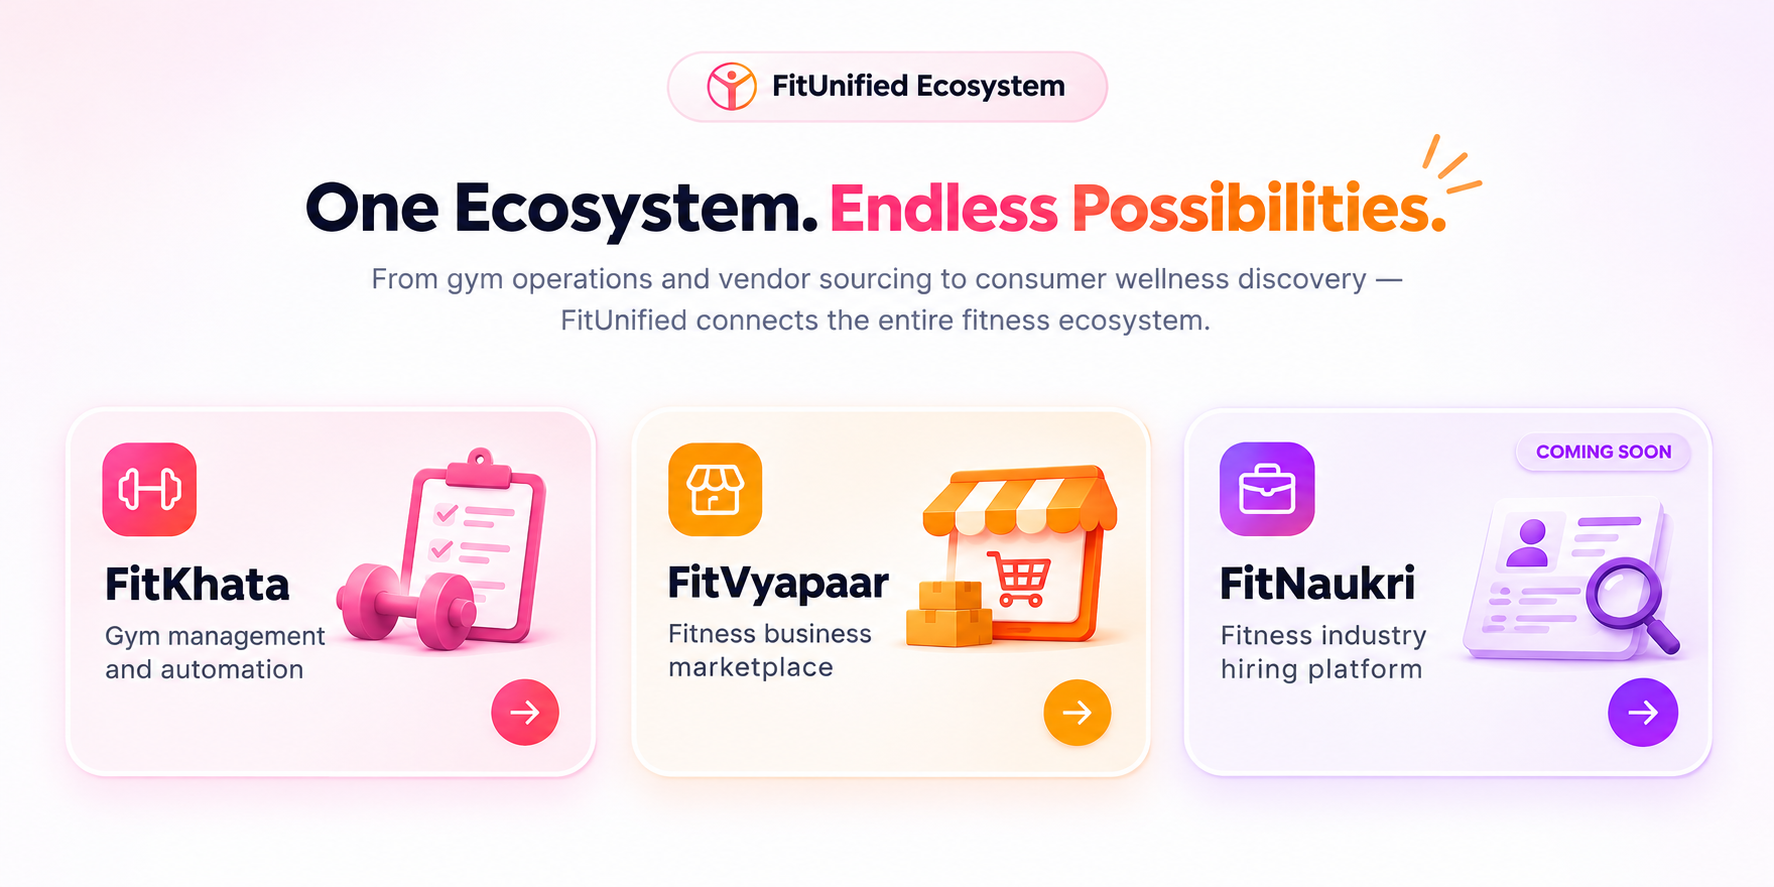 FitUnified Ecosystem
One Ecosystem. Endless Possibilities.
From gym operations and vendor sourcing to consumer wellness discovery —
FitUnified connects the entire fitness ecosystem.
FitKhata
Gym management
and automation
FitVyapaar
Fitness business
marketplace
COMING SOON
FitNaukri
Fitness industry
hiring platform